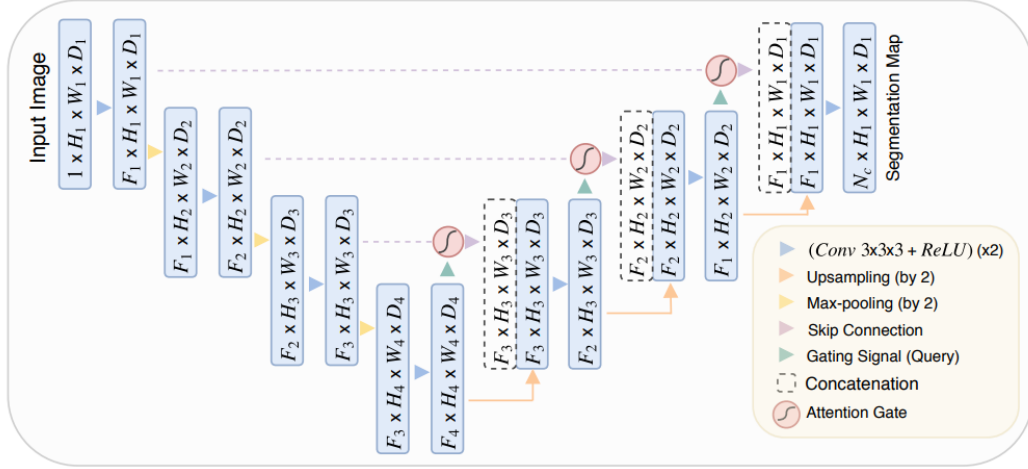 Input Image
1 x H₁ x W₁ x D₁
F₁ x H₁ x W₁ x D₁
F₁ x H₂ x W₂ x D₂
F₂ x H₂ x W₂ x D₂
F₂ x H₃ x W₃ x D₃
F₃ x H₃ x W₃ x D₃
F₃ x H₄ x W₄ x D₄
F₄ x H₄ x W₄ x D₄
F₃ x H₃ x W₃ x D₃
F₃ x H₃ x W₃ x D₃
F₂ x H₃ x W₃ x D₃
F₂ x H₂ x W₂ x D₂
F₂ x H₂ x W₂ x D₂
F₁ x H₂ x W₂ x D₂
F₁ x H₁ x W₁ x D₁
F₁ x H₁ x W₁ x D₁
N_c x H₁ x W₁ x D₁
Segmentation Map
(Conv 3x3x3 + ReLU) (x2)
Upsampling (by 2)
Max-pooling (by 2)
Skip Connection
Gating Signal (Query)
Concatenation
Attention Gate